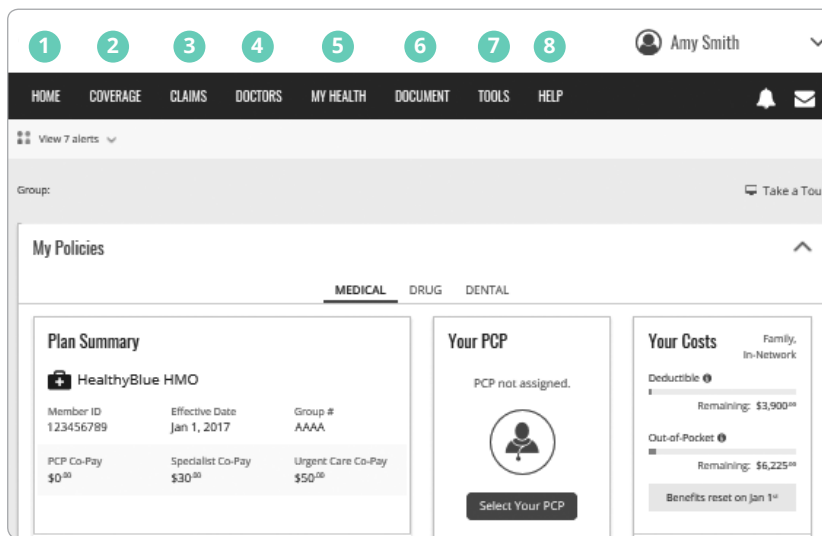 1 2 3 4 5 6 7 8
Amy Smith
HOME COVERAGE CLAIMS DOCTORS MY HEALTH DOCUMENT TOOLS HELP
View 7 alerts
Group:
Take a Tou
My Policies
MEDICAL DRUG DENTAL
Plan Summary
HealthyBlue HMO
Member ID Effective Date Group #
123456789 Jan 1, 2017 AAAA
PCP Co-Pay Specialist Co-Pay Urgent Care Co-Pay
$0.00 $30.00 $50.00
Your PCP
PCP not assigned.
Select Your PCP
Your Costs
Family,
In-Network
Deductible
Remaining: $3,900.00
Out-of-Pocket
Remaining: $6,225.00
Benefits reset on Jan 1st